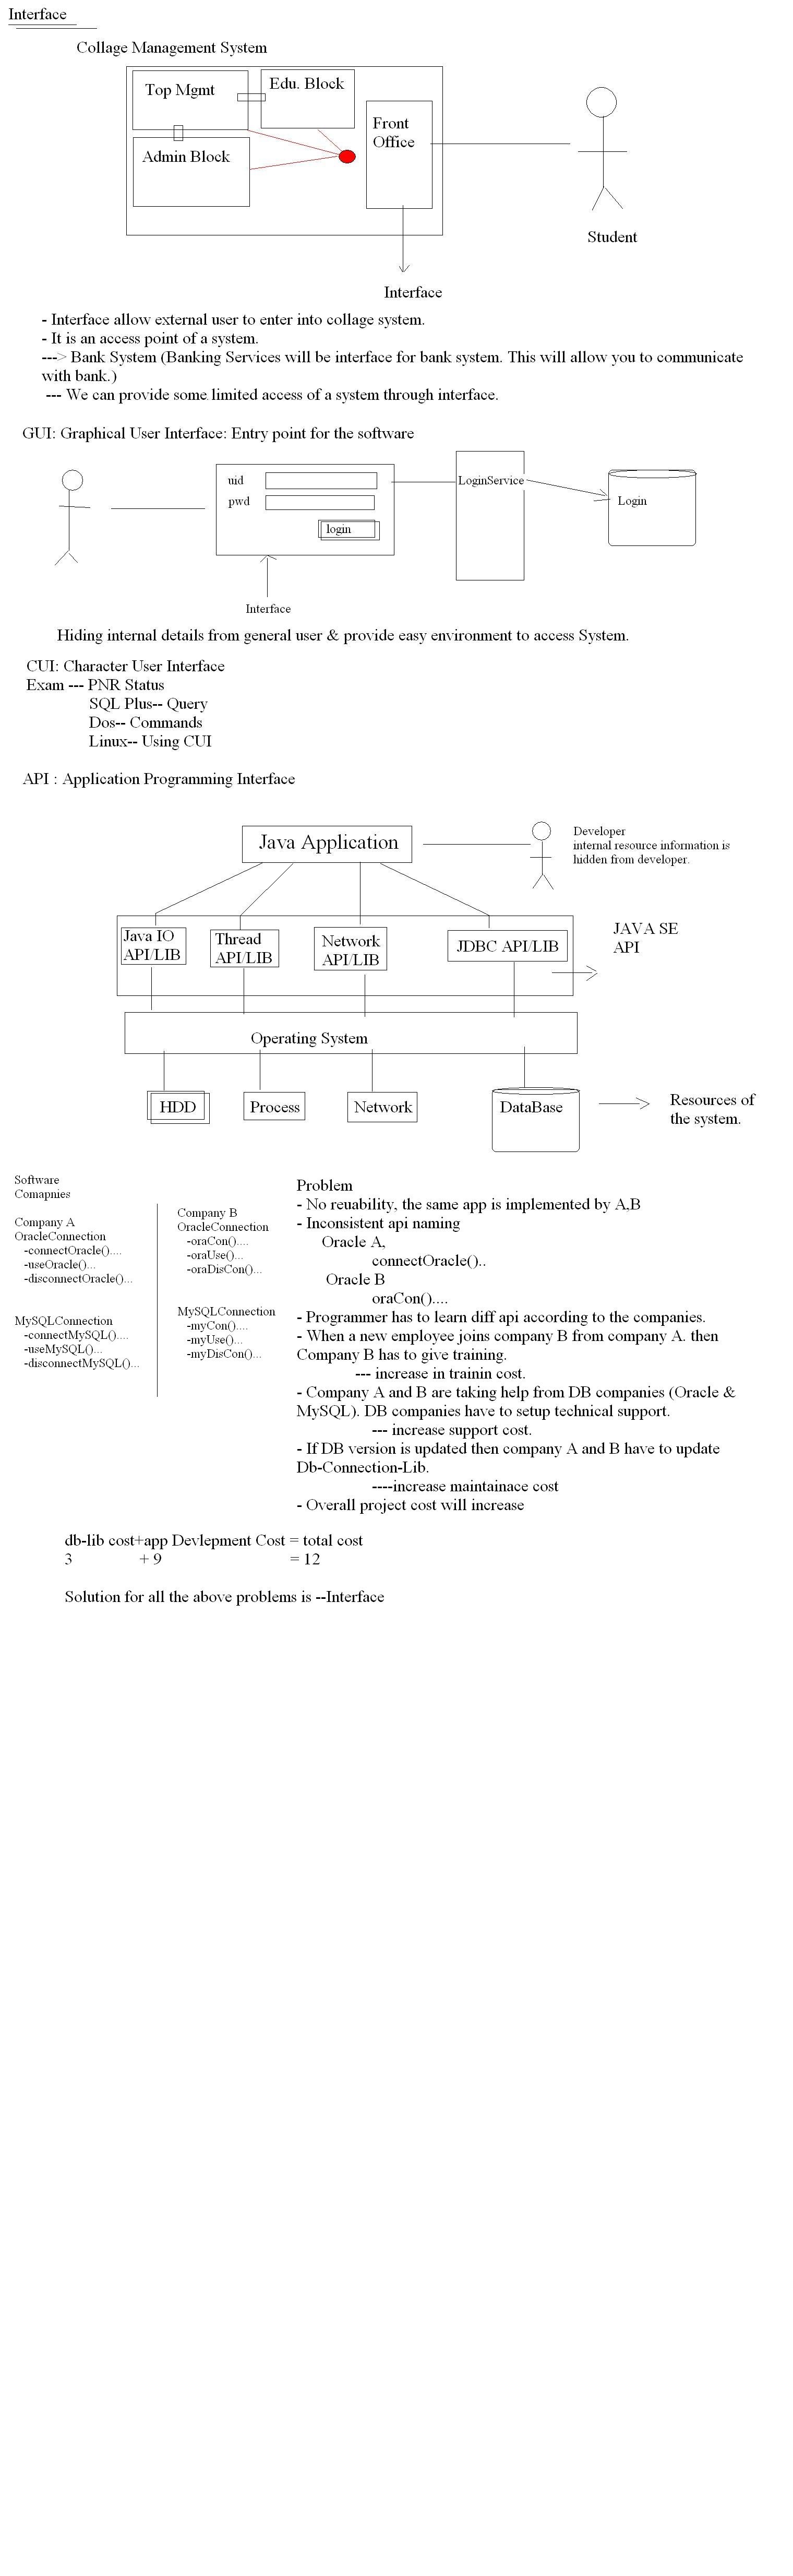 Interface
Collage Management System
Top Mgmt
Edu. Block
Front
Office
Admin Block
Student
Interface
- Interface allow external user to enter into collage system.
- It is an access point of a system.
---> Bank System (Banking Services will be interface for bank system. This will allow you to communicate
with bank.)
--- We can provide some limited access of a system through interface.
GUI: Graphical User Interface: Entry point for the software
uid
pwd
login
LoginService
Login
Interface
Hiding internal details from general user & provide easy environment to access System.
CUI: Character User Interface
Exam --- PNR Status
SQL Plus-- Query
Dos-- Commands
Linux-- Using CUI
API : Application Programming Interface
Java Application
Developer
internal resource information is
hidden from developer.
Java IO
API/LIB
Thread
API/LIB
Network
API/LIB
JDBC API/LIB
JAVA SE
API
Operating System
HDD
Process
Network
DataBase
Resources of
the system.
Software
Comapnies
Company A
OracleConnection
-connectOracle()....
-useOracle()...
-disconnectOracle()...
MySQLConnection
-connectMySQL()....
-useMySQL()...
-disconnectMySQL()...
Company B
OracleConnection
-oraCon()....
-oraUse()...
-oraDisCon()...
MySQLConnection
-myCon()....
-myUse()...
-myDisCon()...
Problem
- No reuability, the same app is implemented by A,B
- Inconsistent api naming
Oracle A,
connectOracle()..
Oracle B
oraCon()....
- Programmer has to learn diff api according to the companies.
- When a new employee joins company B from company A. then
Company B has to give training.
--- increase in trainin cost.
- Company A and B are taking help from DB companies (Oracle &
MySQL). DB companies have to setup technical support.
--- increase support cost.
- If DB version is updated then company A and B have to update
Db-Connection-Lib.
----increase maintainace cost
- Overall project cost will increase
db-lib cost+app Devlepment Cost = total cost
3 + 9 = 12
Solution for all the above problems is --Interface